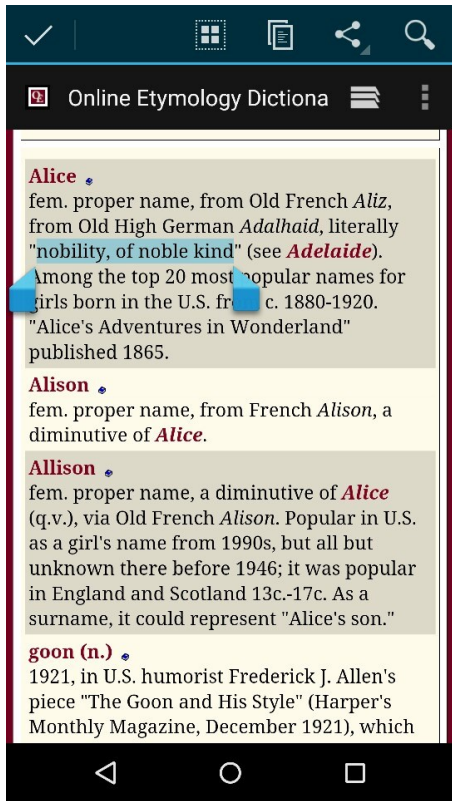 Online Etymology Dictiona
Alice
fem. proper name, from Old French Aliz,
from Old High German Adalhaid, literally
"nobility, of noble kind" (see Adelaide).
Among the top 20 most popular names for
girls born in the U.S. from c. 1880-1920.
"Alice's Adventures in Wonderland"
published 1865.
Alison
fem. proper name, from French Alison, a
diminutive of Alice.
Allison
fem. proper name, a diminutive of Alice
(q.v.), via Old French Alison. Popular in U.S.
as a girl's name from 1990s, but all but
unknown there before 1946; it was popular
in England and Scotland 13c.-17c. As a
surname, it could represent "Alice's son."
goon (n.)
1921, in U.S. humorist Frederick J. Allen's
piece "The Goon and His Style" (Harper's
Monthly Magazine, December 1921), which